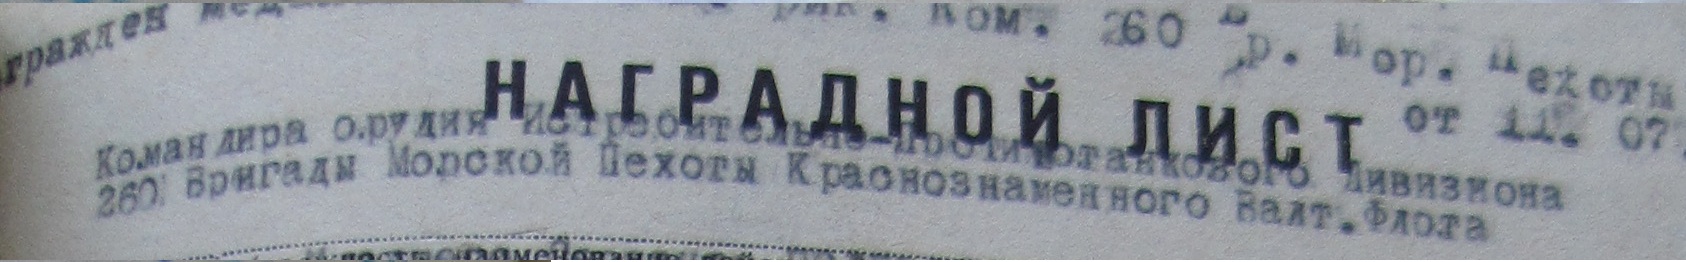 гражден рик. Ком. 260 Бр. Мор. Пехоты
от 11. 07.
НАГРАДНОЙ ЛИСТ
Командира орудия Истребительно-Противотанкового Дивизиона
260 Бригады Морской Пехоты Краснознаменного Балт. Флота